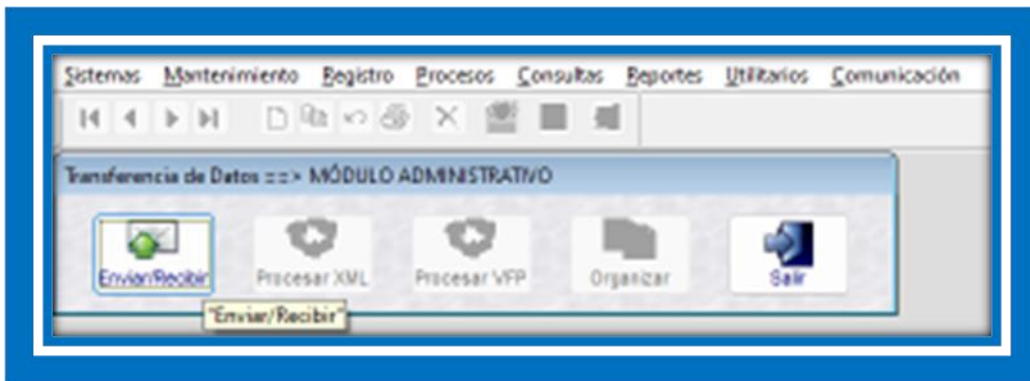 Sistemas Mantenimiento Registro Procesos Consultas Reportes Utilitarios Comunicación
Transferencia de Datos ==> MÓDULO ADMINISTRATIVO
Enviar/Recibir Procesar XML Procesar VFP Organizar Salir
"Enviar/Recibir"